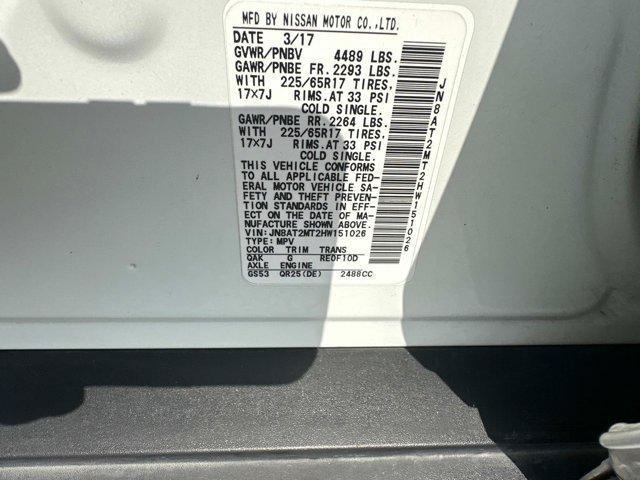 MFD BY NISSAN MOTOR CO.,LTD.
DATE 3/17
GVWR/PNBV 4489 LBS.
GAWR/PNBE FR. 2293 LBS.
WITH 225/65R17 TIRES.
17×7J RIMS.AT 33 PSI
COLD SINGLE.
GAWR/PNBE RR. 2264 LBS.
WITH 225/65R17 TIRES.
17×7J RIMS.AT 33 PSI
COLD SINGLE.
THIS VEHICLE CONFORMS
TO ALL APPLICABLE FED-
ERAL MOTOR VEHICLE SA-
FETY AND THEFT PREVEN-
TION STANDARDS IN EFF-
ECT ON THE DATE OF MA-
NUFACTURE SHOWN ABOVE.
VIN:JN8AT2MT2HW151026
TYPE:MPV
COLOR TRIM TRANS
QAK G RE0F10D
AXLE ENGINE
GS53 QR25(DE) 2488CC
JN8AT2MT2HW151026